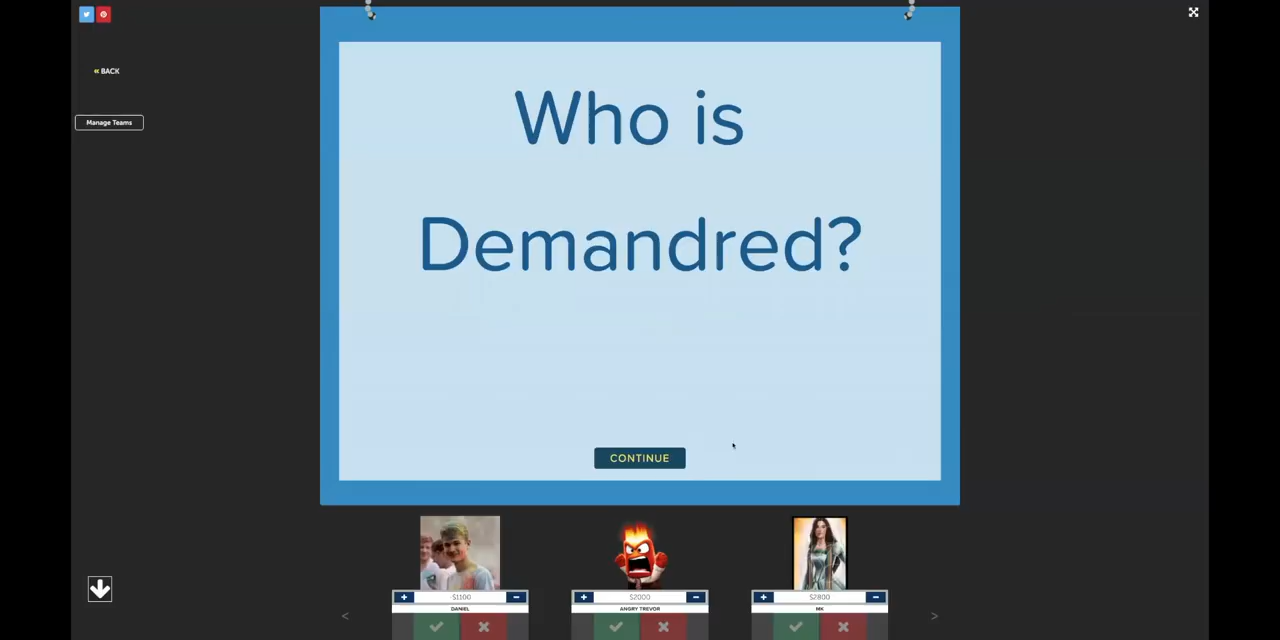 « BACK
Manage Teams
Who is
Demandred?
CONTINUE
+ $1100 −
DANIEL
+ $2000 −
ANGRY TREVOR
+ $2800 −
MK
< >